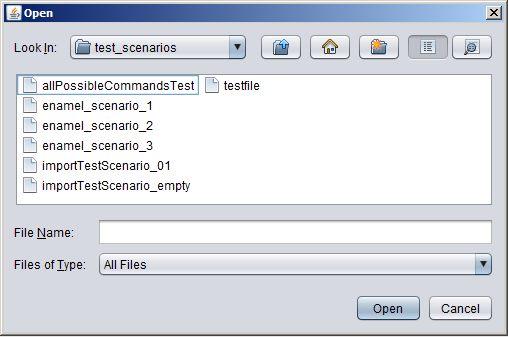 Open
Look In: test_scenarios
allPossibleCommandsTest testfile
enamel_scenario_1
enamel_scenario_2
enamel_scenario_3
importTestScenario_01
importTestScenario_empty
File Name:
Files of Type: All Files
Open Cancel